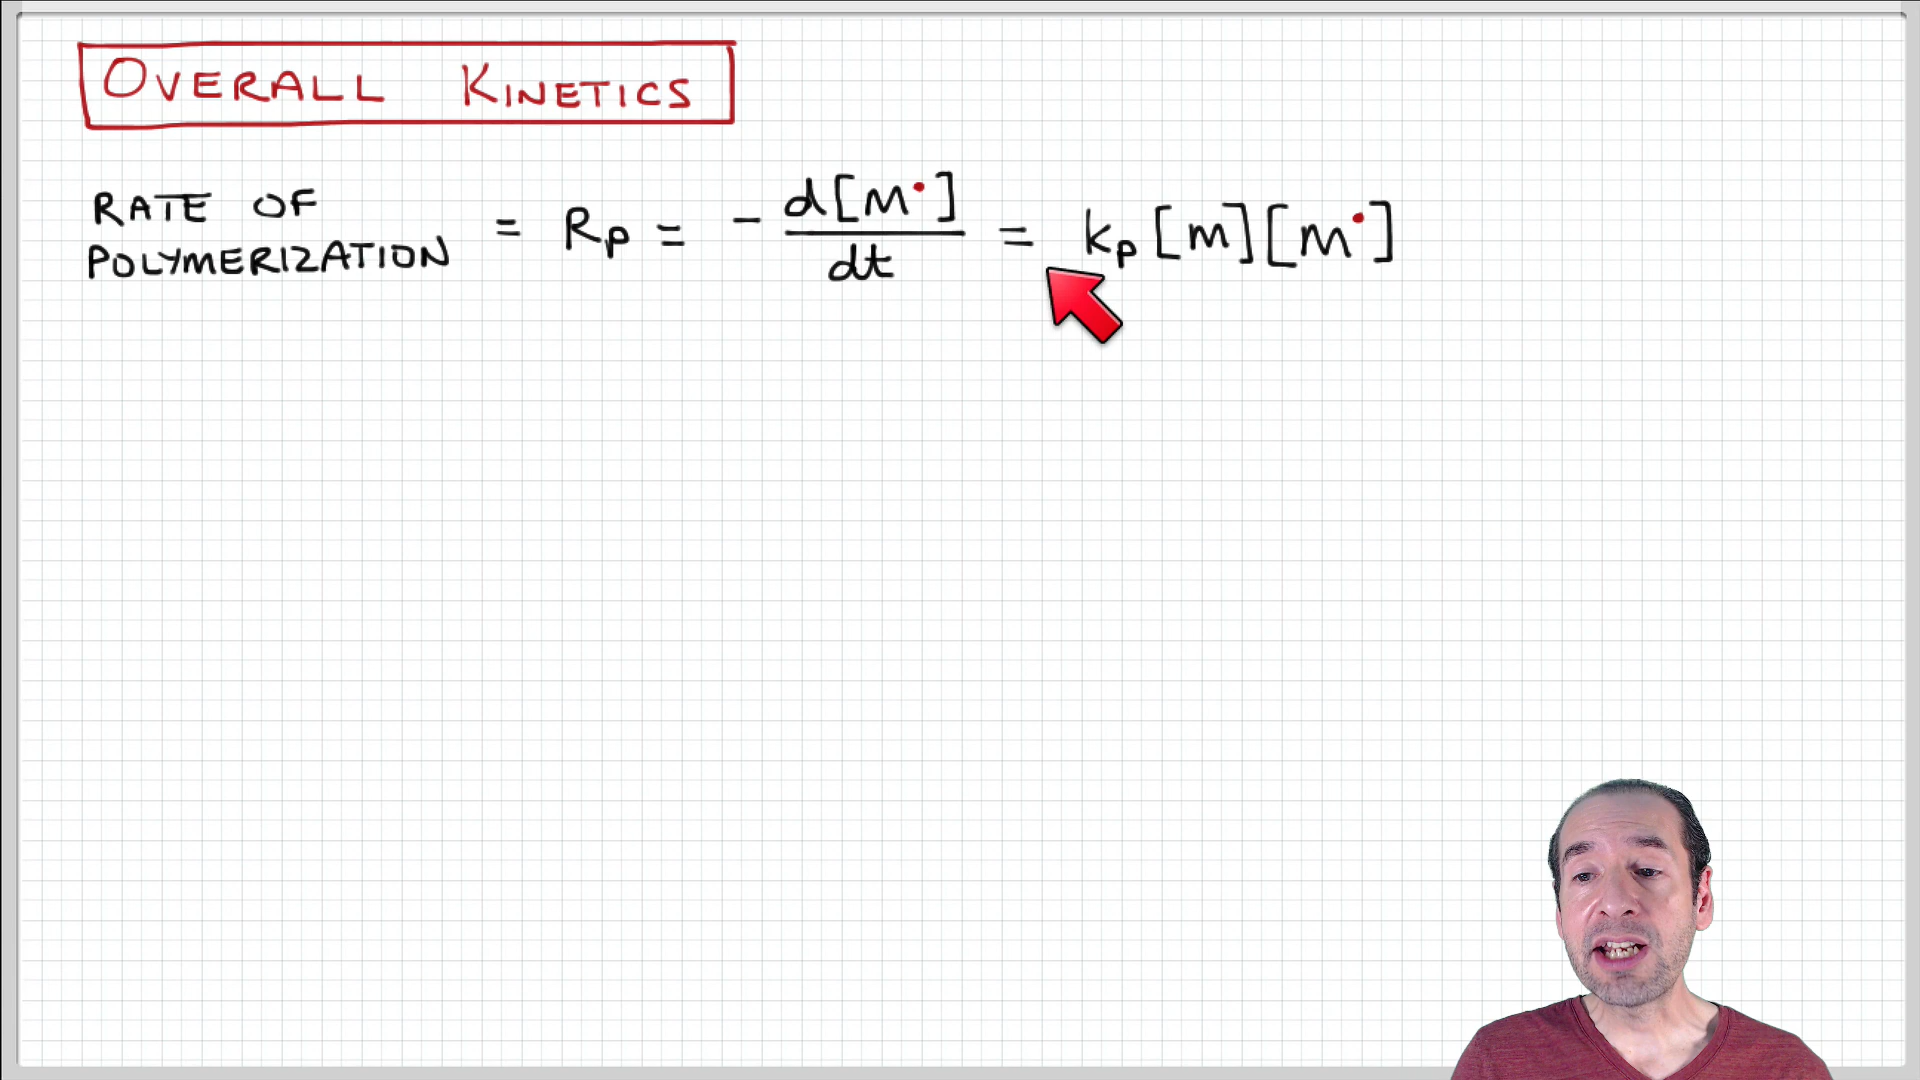 OVERALL KINETICS
RATE OF POLYMERIZATION = Rₚ = - d[M•]/dt = kₚ[M][M•]